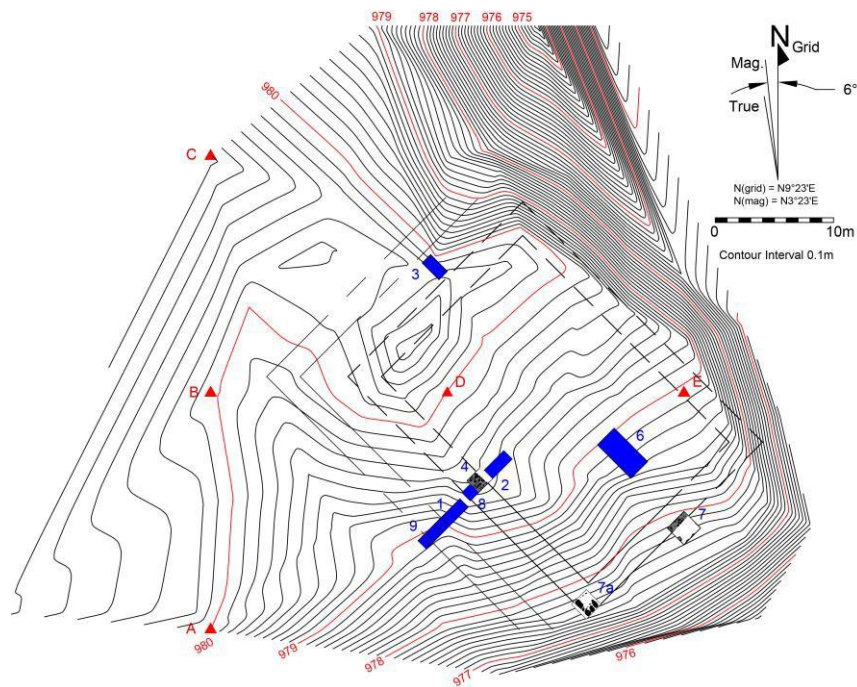 979 978 977 976 975
N
Grid
Mag.
6°
True
980
C
N(grid) = N9°23'E
N(mag) = N3°23'E
0 10m
Contour Interval 0.1m
3
B
D
E
6
4
2
1
8
9
7
7a
A
980
979
978
977
976